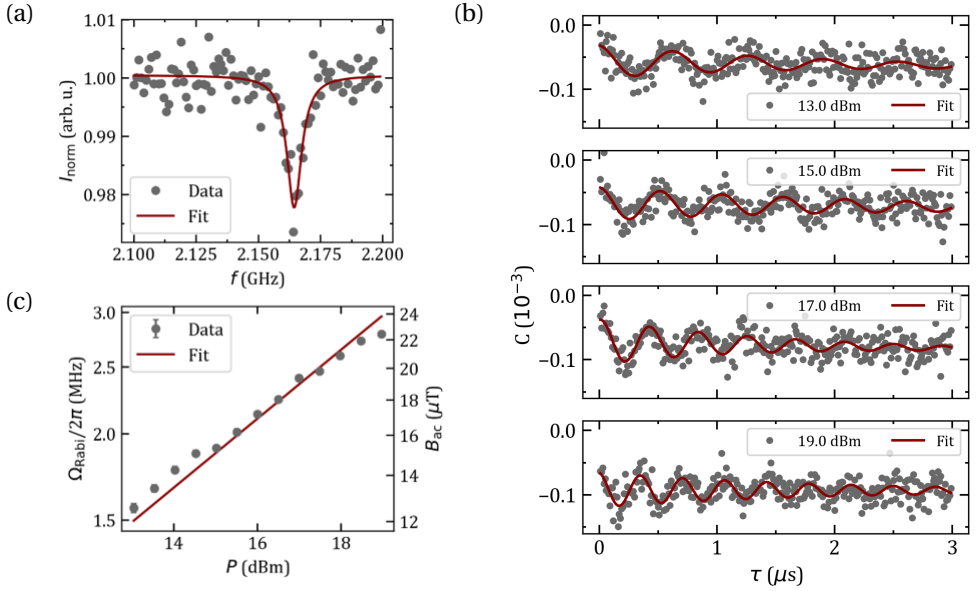 (a)
1.01
1.00
0.99
0.98
I_norm (arb. u.)
Data
Fit
2.100 2.125 2.150 2.175 2.200
f (GHz)
(b)
−0.0
−0.1
13.0 dBm Fit
0.0
−0.1
15.0 dBm Fit
0.0
−0.1
17.0 dBm Fit
0.0
−0.1
19.0 dBm Fit
C (10⁻³)
0 1 2 3
τ (μs)
(c)
3.0
2.5
2.0
1.5
Ω_Rabi/2π (MHz)
Data
Fit
24
22
20
18
16
14
12
B_ac (μT)
14 16 18
P (dBm)